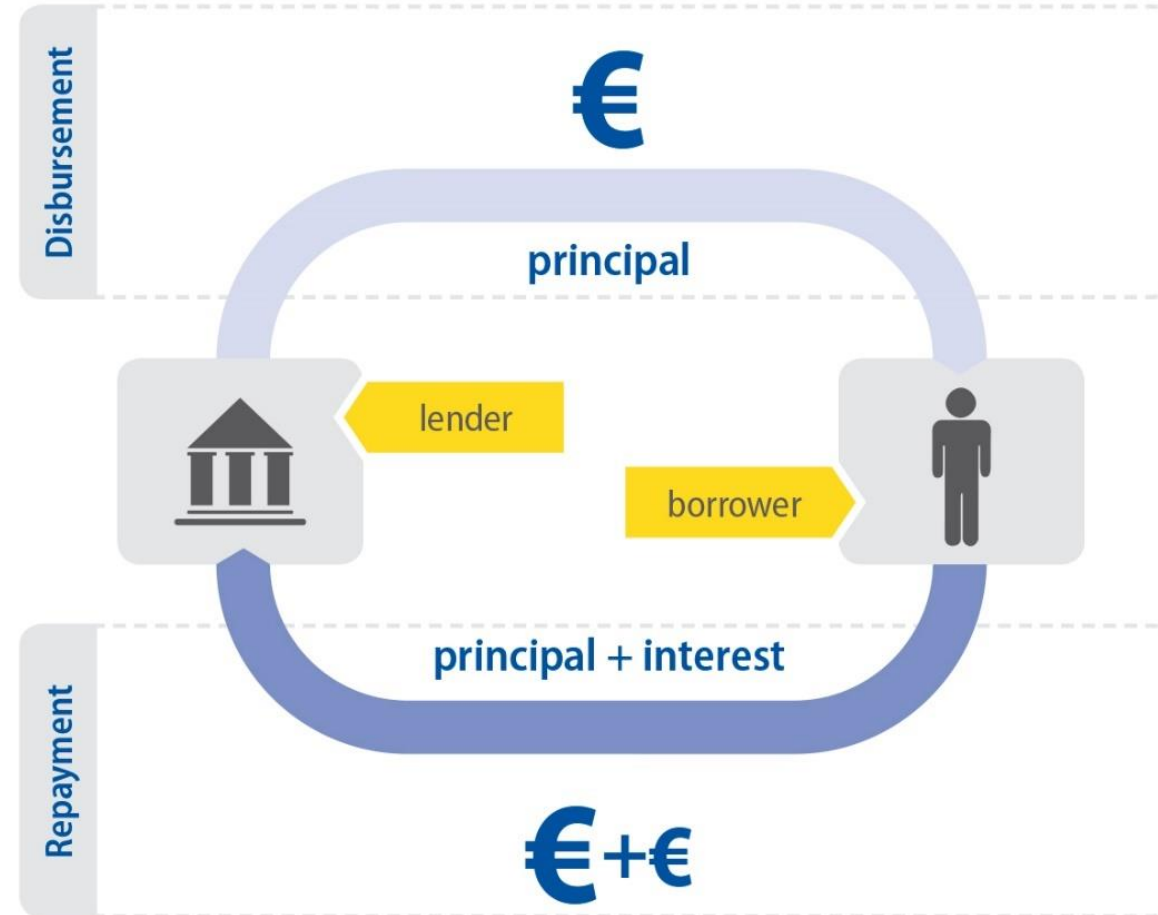 Disbursement
€
principal
lender
borrower
principal + interest
Repayment
€+€